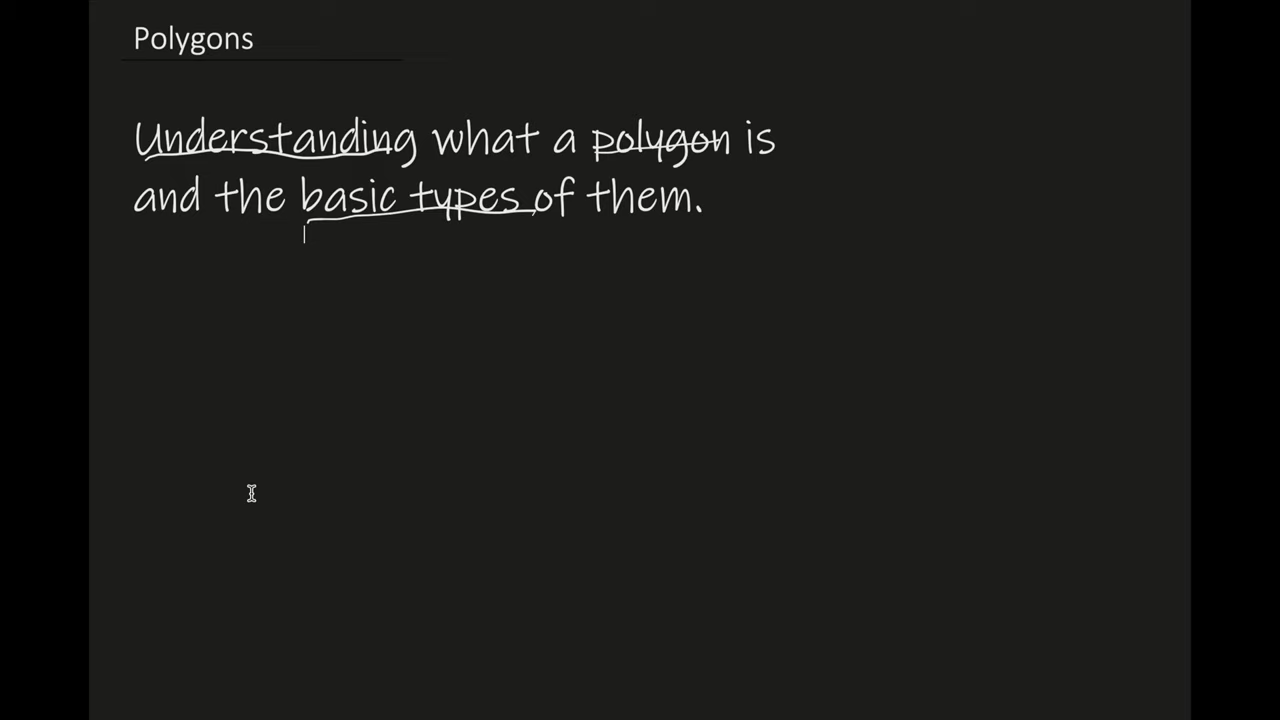 Polygons
Understanding what a polygon is
and the basic types of them.